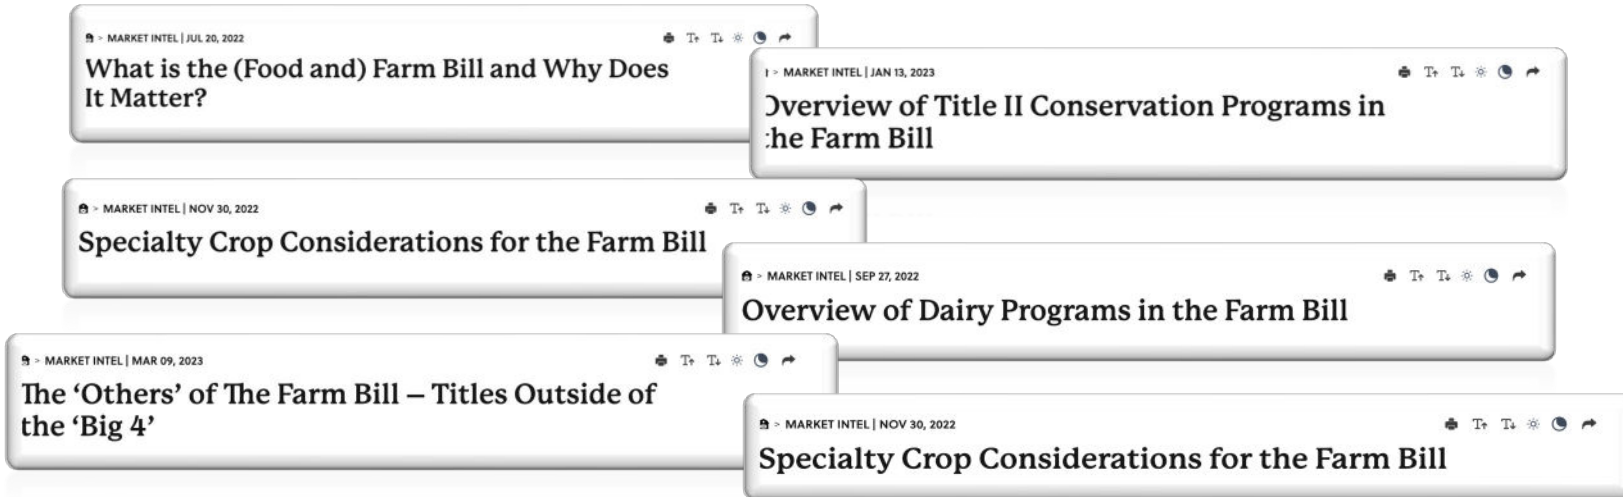 > MARKET INTEL | JUL 20, 2022
What is the (Food and) Farm Bill and Why Does
It Matter?
> MARKET INTEL | JAN 13, 2023
Overview of Title II Conservation Programs in
the Farm Bill
> MARKET INTEL | NOV 30, 2022
Specialty Crop Considerations for the Farm Bill
> MARKET INTEL | SEP 27, 2022
Overview of Dairy Programs in the Farm Bill
> MARKET INTEL | MAR 09, 2023
The ‘Others’ of The Farm Bill – Titles Outside of
the ‘Big 4’
> MARKET INTEL | NOV 30, 2022
Specialty Crop Considerations for the Farm Bill